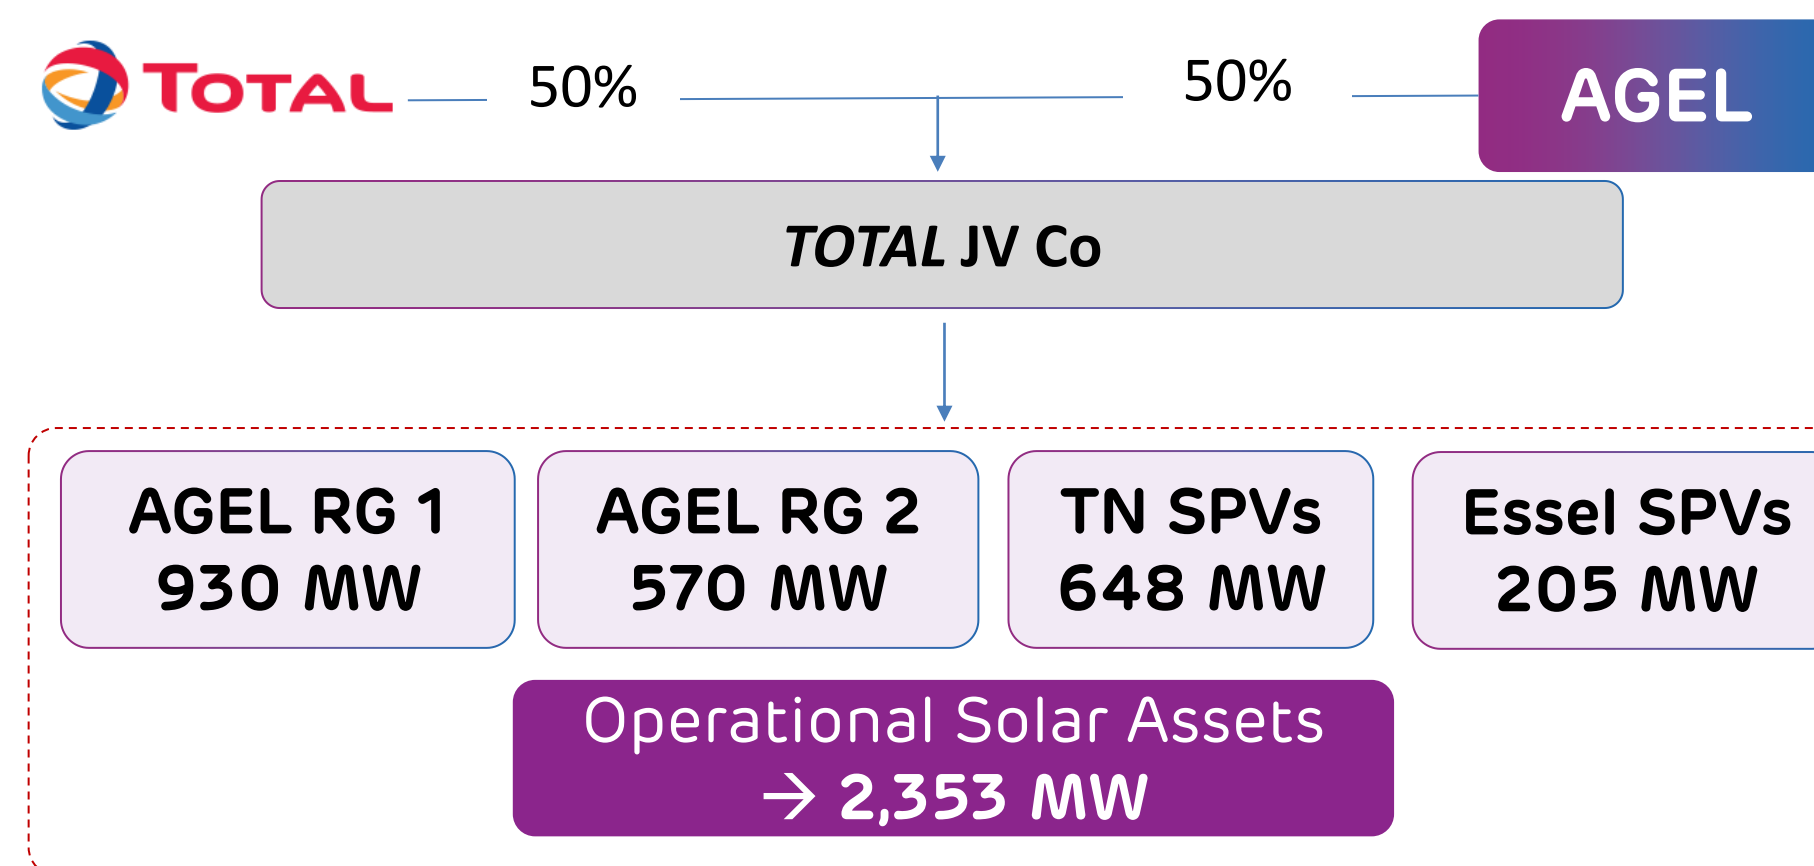 TOTAL
50%
50%
AGEL
TOTAL JV Co
AGEL RG 1
930 MW
AGEL RG 2
570 MW
TN SPVs
648 MW
Essel SPVs
205 MW
Operational Solar Assets
→ 2,353 MW